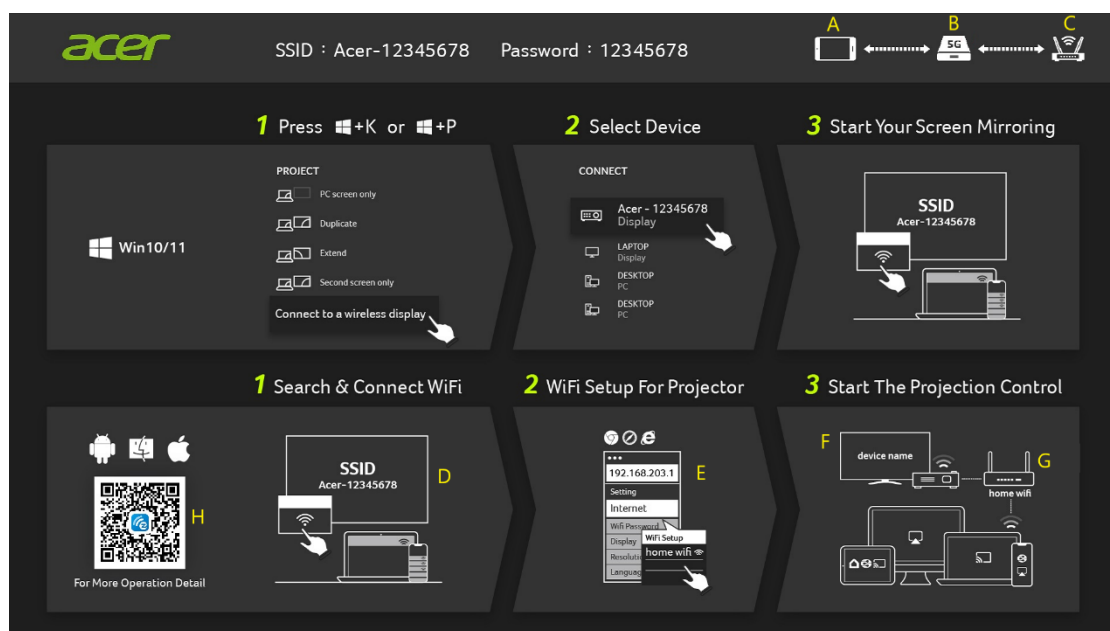 acer
SSID : Acer-12345678
Password : 12345678
A
B
C
5G
1 Press +K or +P
2 Select Device
3 Start Your Screen Mirroring
Win10/11
PROJECT
PC screen only
Duplicate
Extend
Second screen only
Connect to a wireless display
CONNECT
Acer - 12345678
Display
LAPTOP
Display
DESKTOP
PC
DESKTOP
PC
SSID
Acer-12345678
1 Search & Connect WiFi
2 WiFi Setup For Projector
3 Start The Projection Control
H
For More Operation Detail
SSID
Acer-12345678
D
192.168.203.1
E
Setting
Internet
Wifi Password
Display
WiFi Setup
home wifi
Resoluti
Languag
F
device name
G
home wifi